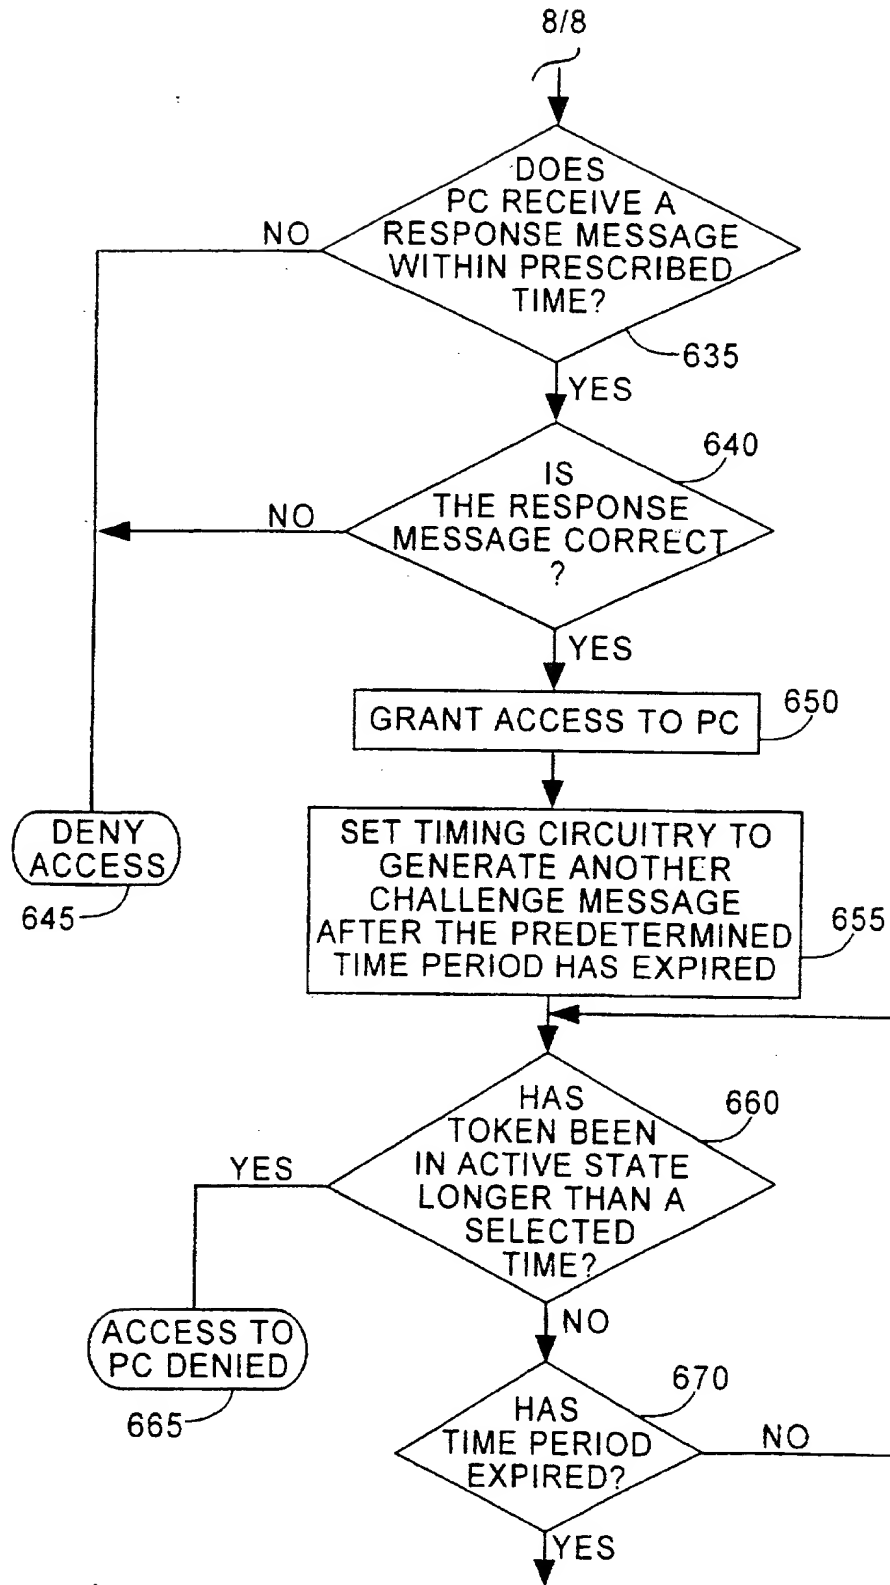 8/8
DOES
PC RECEIVE A
RESPONSE MESSAGE
WITHIN PRESCRIBED
TIME?
NO
635
YES
640
IS
THE RESPONSE
MESSAGE CORRECT
?
NO
YES
GRANT ACCESS TO PC
650
DENY
ACCESS
645
SET TIMING CIRCUITRY TO
GENERATE ANOTHER
CHALLENGE MESSAGE
AFTER THE PREDETERMINED
TIME PERIOD HAS EXPIRED
655
HAS
TOKEN BEEN
IN ACTIVE STATE
LONGER THAN A
SELECTED
TIME?
660
YES
NO
ACCESS TO
PC DENIED
665
HAS
TIME PERIOD
EXPIRED?
670
NO
YES